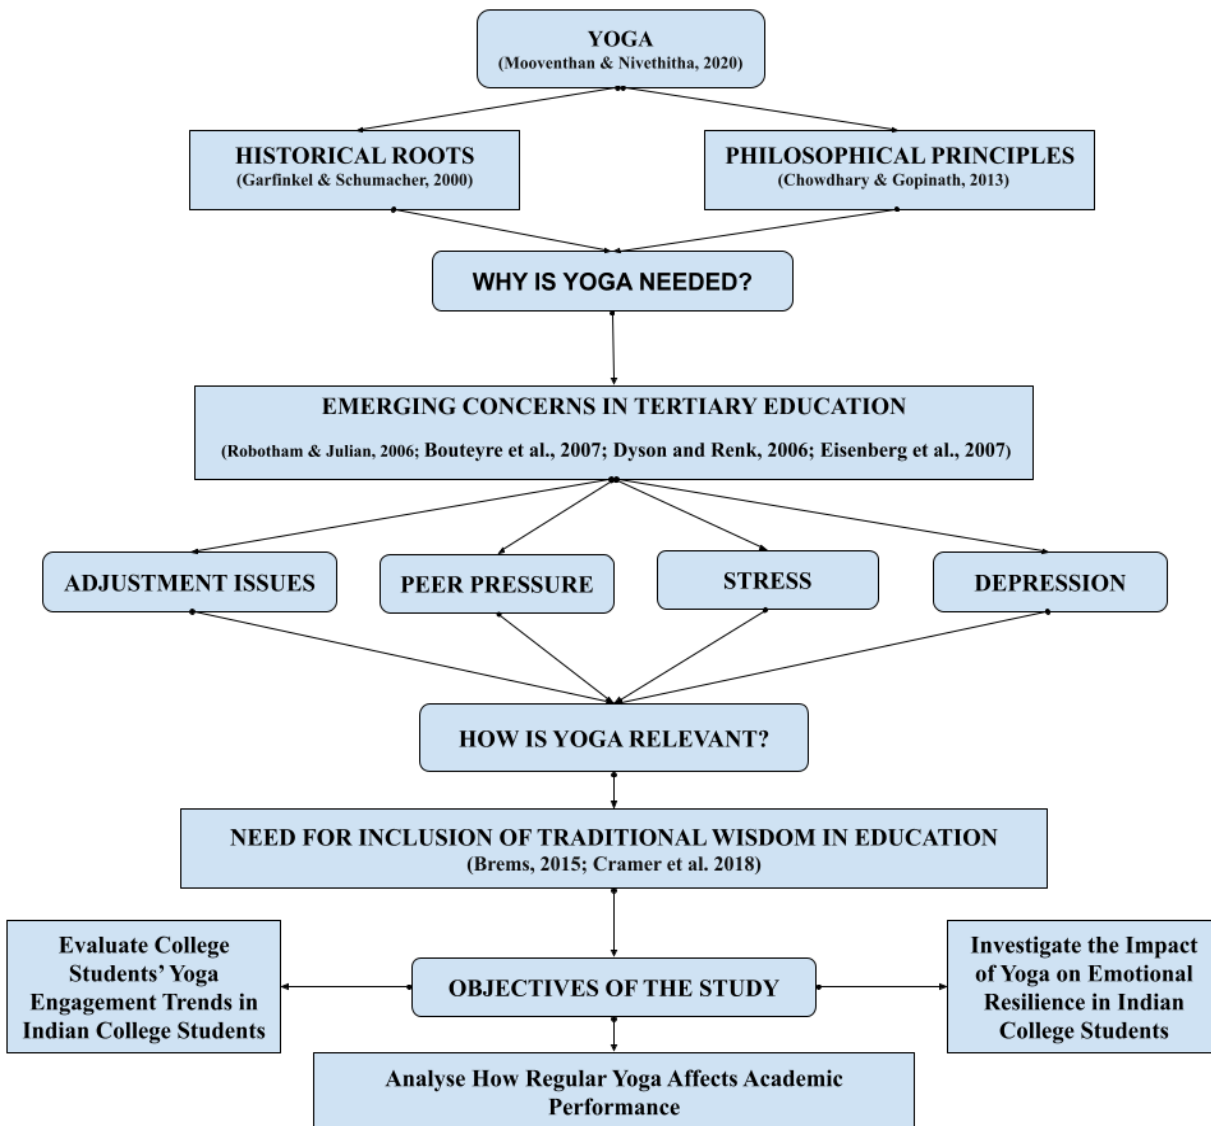 YOGA
(Mooventhan & Nivethitha, 2020)
HISTORICAL ROOTS
(Garfinkel & Schumacher, 2000)
PHILOSOPHICAL PRINCIPLES
(Chowdhary & Gopinath, 2013)
WHY IS YOGA NEEDED?
EMERGING CONCERNS IN TERTIARY EDUCATION
(Robotham & Julian, 2006; Bouteyre et al., 2007; Dyson and Renk, 2006; Eisenberg et al., 2007)
ADJUSTMENT ISSUES
PEER PRESSURE
STRESS
DEPRESSION
HOW IS YOGA RELEVANT?
NEED FOR INCLUSION OF TRADITIONAL WISDOM IN EDUCATION
(Brems, 2015; Cramer et al. 2018)
Evaluate College
Students’ Yoga
Engagement Trends in
Indian College Students
OBJECTIVES OF THE STUDY
Investigate the Impact
of Yoga on Emotional
Resilience in Indian
College Students
Analyse How Regular Yoga Affects Academic
Performance